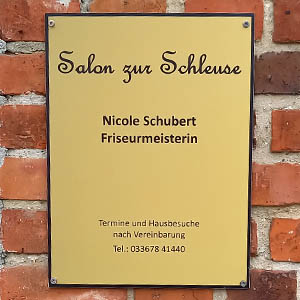 Salon zur Schleuse
Nicole Schubert
Friseurmeisterin
Termine und Hausbesuche
nach Vereinbarung
Tel.: 033678 41440